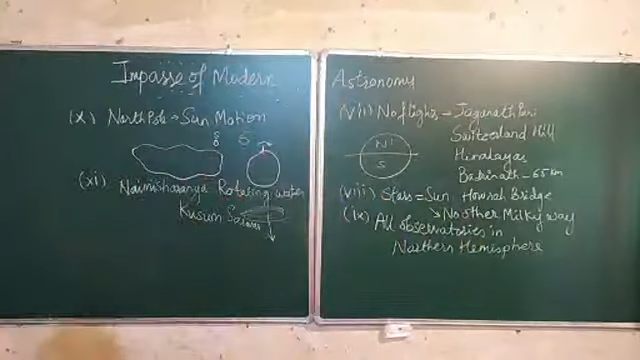 Impasse of Modern Astronomy
(x) North Pole → Sun Motion
8
S
(xi) Naimisharanya Rotating water
Kusum Sarovar
(vii) No flights - Jaganath Puri
Switzerland Hill
Himalayas
Badrinath - 65 km
N
S
(viii) Stars = Sun Howrah Bridge
↘ No other Milky way
(ix) All observatories in
Northern Hemisphere